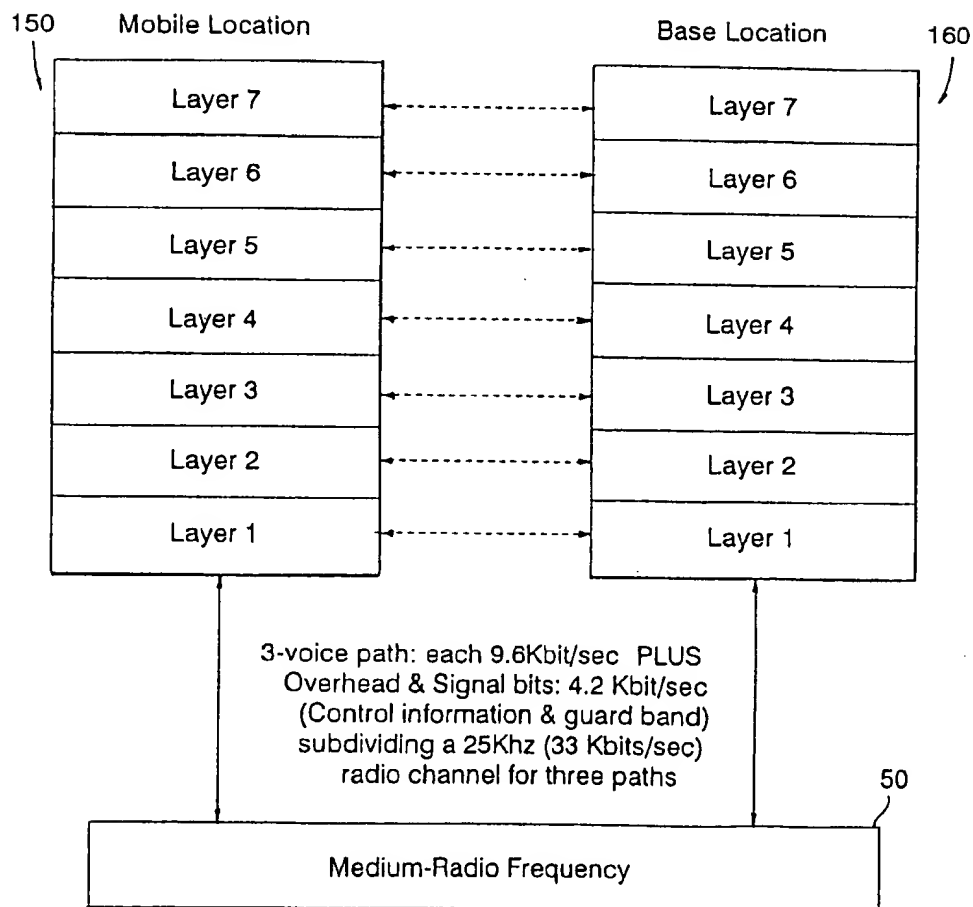 150
Mobile Location
Base Location
160
Layer 7
Layer 7
Layer 6
Layer 6
Layer 5
Layer 5
Layer 4
Layer 4
Layer 3
Layer 3
Layer 2
Layer 2
Layer 1
Layer 1
3-voice path: each 9.6Kbit/sec PLUS
Overhead & Signal bits: 4.2 Kbit/sec
(Control information & guard band)
subdividing a 25Khz (33 Kbits/sec)
radio channel for three paths
50
Medium-Radio Frequency